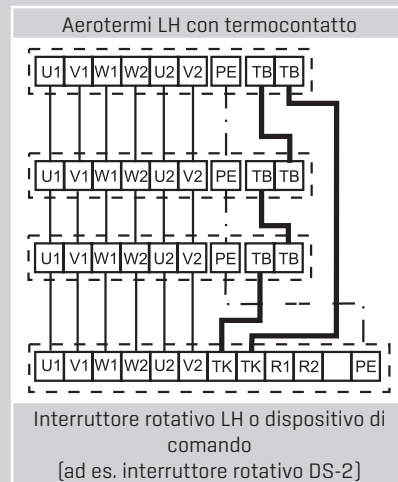 Aerotermi LH con termocontatto
U1 V1 W1 W2 U2 V2 PE TB TB
U1 V1 W1 W2 U2 V2 PE TB TB
U1 V1 W1 W2 U2 V2 PE TB TB
U1 V1 W1 W2 U2 V2 TK TK R1 R2 PE
Interruttore rotativo LH o dispositivo di
comando
(ad es. interruttore rotativo DS-2)